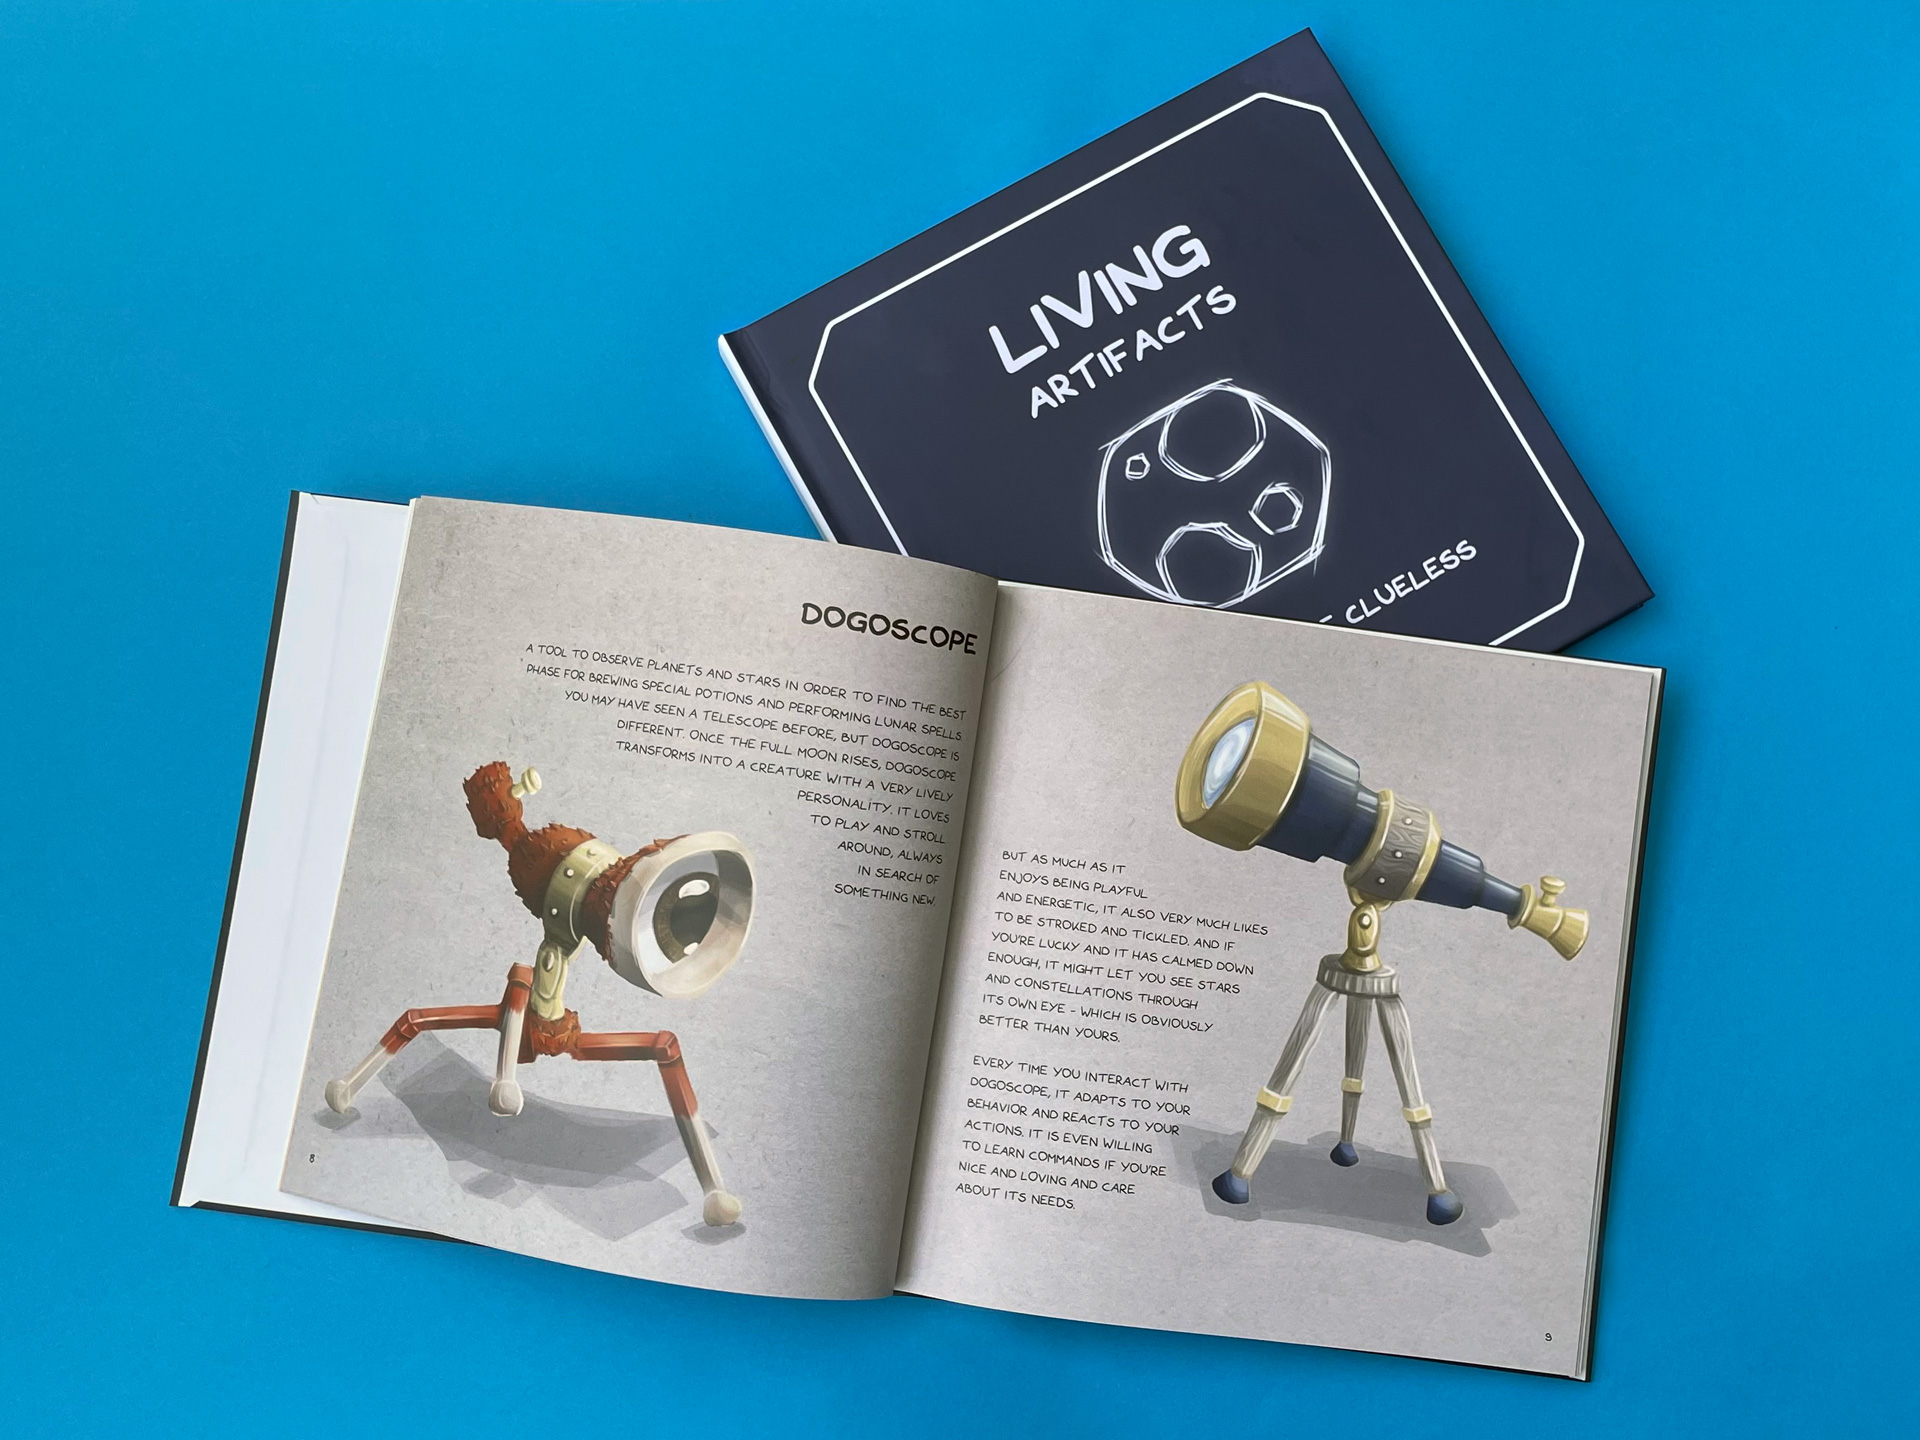 LIVING
ARTIFACTS
CLUELESS
DOGOSCOPE
A TOOL TO OBSERVE PLANETS AND STARS IN ORDER TO FIND THE BEST
PHASE FOR BREWING SPECIAL POTIONS AND PERFORMING LUNAR SPELLS.
YOU MAY HAVE SEEN A TELESCOPE BEFORE, BUT DOGOSCOPE IS
DIFFERENT. ONCE THE FULL MOON RISES, DOGOSCOPE
TRANSFORMS INTO A CREATURE WITH A VERY LIVELY
PERSONALITY. IT LOVES
TO PLAY AND STROLL
AROUND, ALWAYS
IN SEARCH OF
SOMETHING NEW.
8
BUT AS MUCH AS IT
ENJOYS BEING PLAYFUL
AND ENERGETIC, IT ALSO VERY MUCH LIKES
TO BE STROKED AND TICKLED. AND IF
YOU'RE LUCKY AND IT HAS CALMED DOWN
ENOUGH, IT MIGHT LET YOU SEE STARS
AND CONSTELLATIONS THROUGH
ITS OWN EYE - WHICH IS OBVIOUSLY
BETTER THAN YOURS.
EVERY TIME YOU INTERACT WITH
DOGOSCOPE, IT ADAPTS TO YOUR
BEHAVIOR AND REACTS TO YOUR
ACTIONS. IT IS EVEN WILLING
TO LEARN COMMANDS IF YOU'RE
NICE AND LOVING AND CARE
ABOUT ITS NEEDS.
9